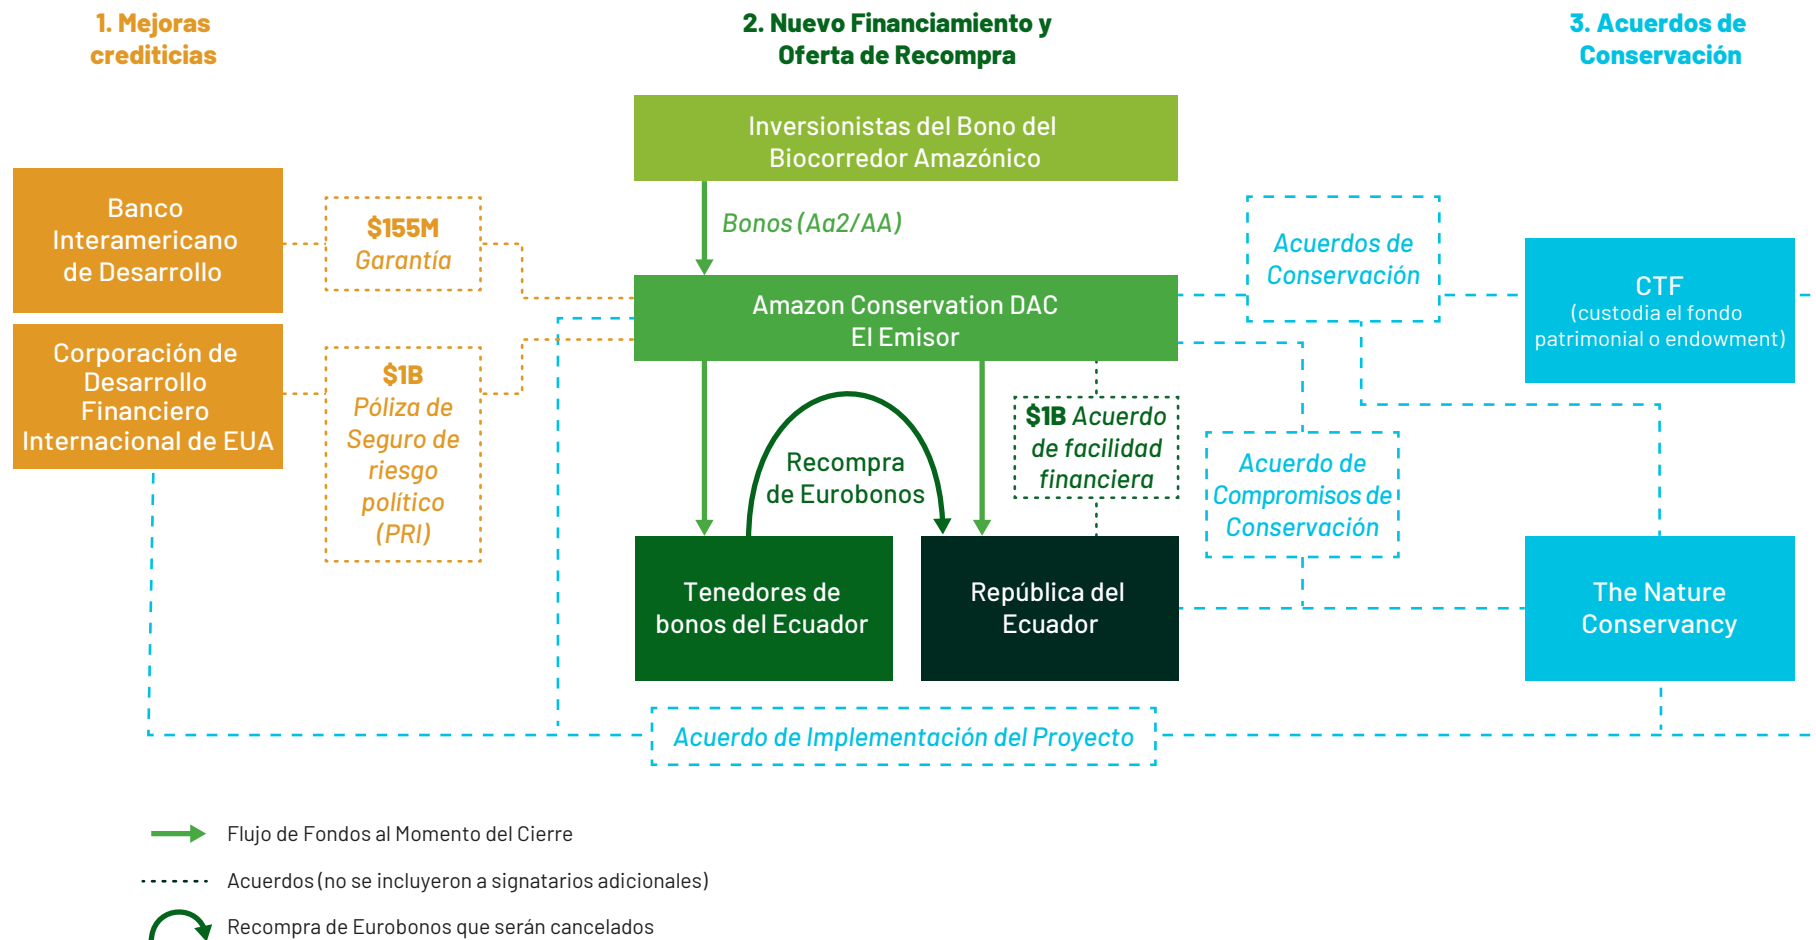 1. Mejoras
crediticias
2. Nuevo Financiamiento y
Oferta de Recompra
3. Acuerdos de
Conservación
Banco
Interamericano
de Desarrollo
$155M
Garantía
Corporación de
Desarrollo
Financiero
Internacional de EUA
$1B
Póliza de
Seguro de
riesgo
político
(PRI)
Inversionistas del Bono del
Biocorredor Amazónico
Bonos (Aa2/AA)
Amazon Conservation DAC
El Emisor
Recompra
de Eurobonos
$1B Acuerdo
de facilidad
financiera
Tenedores de
bonos del Ecuador
República del
Ecuador
Acuerdos de
Conservación
Acuerdo de
Compromisos de
Conservación
CTF
(custodia el fondo
patrimonial o endowment)
The Nature
Conservancy
Acuerdo de Implementación del Proyecto
Flujo de Fondos al Momento del Cierre
Acuerdos (no se incluyeron a signatarios adicionales)
Recompra de Eurobonos que serán cancelados